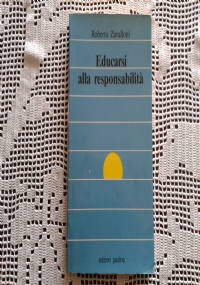 Roberto Zavalloni
Educarsi
alla responsabilità
edizioni paoline